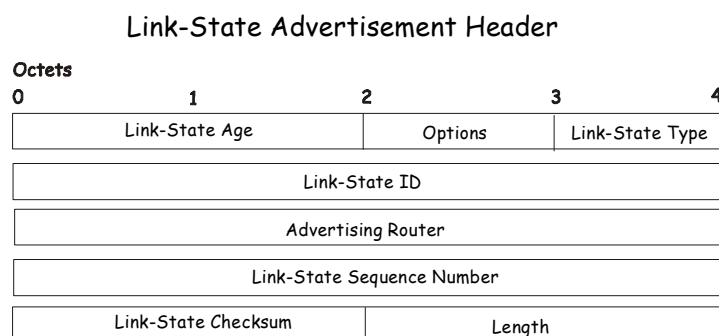 Link-State Advertisement Header
Octets
0 1 2 3 4
Link-State Age Options Link-State Type
Link-State ID
Advertising Router
Link-State Sequence Number
Link-State Checksum Length